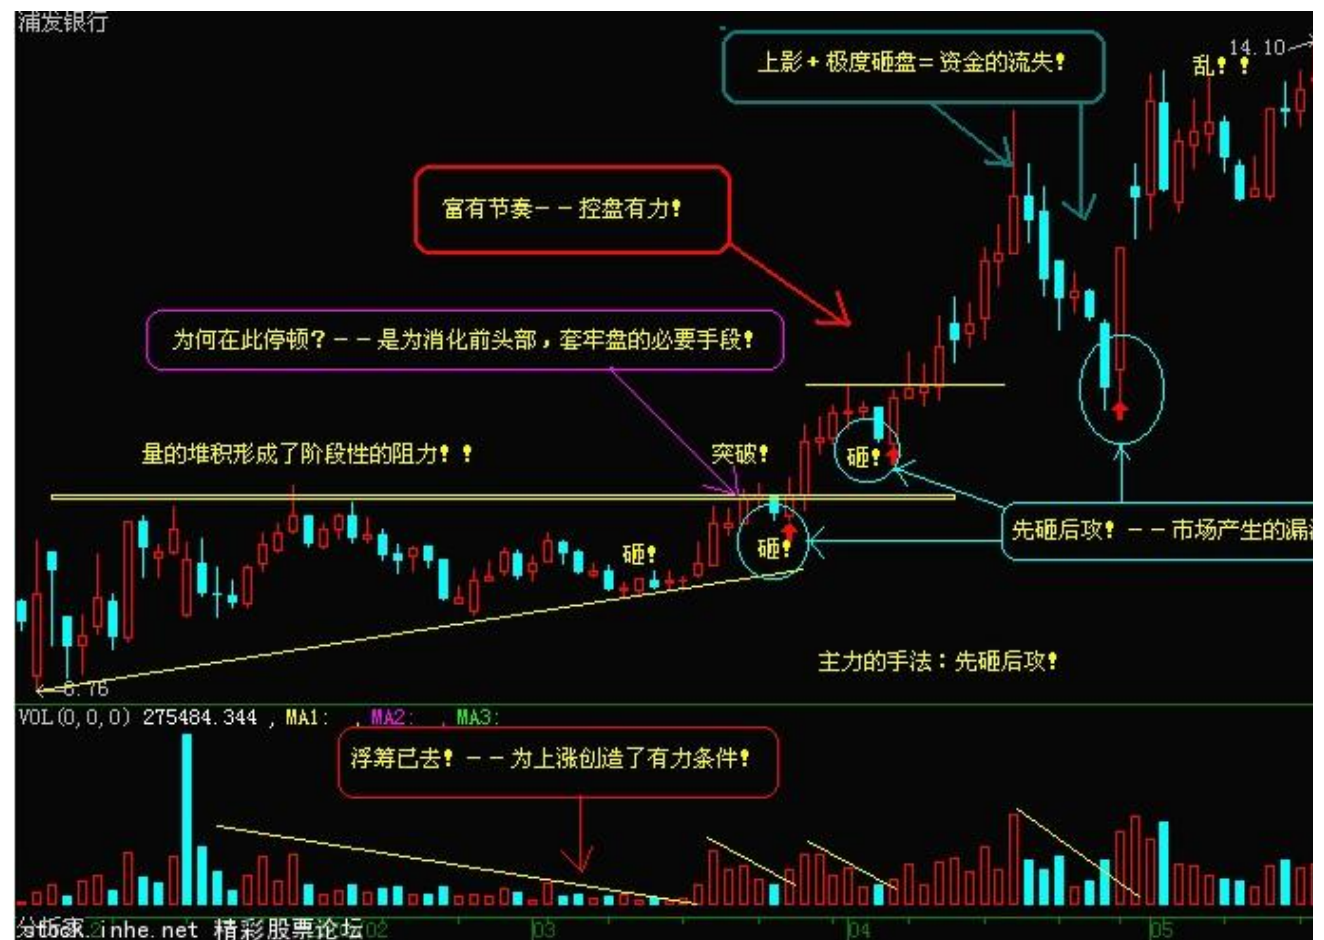 浦发银行
上影+极度砸盘=资金的流失！
14.10
乱！！
富有节奏--控盘有力！
为何在此停顿？--是为消化前头部，套牢盘的必要手段！
量的堆积形成了阶段性的阻力！！
突破！
砸！
先砸后攻！--市场产生的漏
砸！
砸！
主力的手法：先砸后攻！
8.76
VOL(0,0,0) 275484.344 , MA1: , MA2: , MA3:
浮筹已去！--为上涨创造了有力条件！
stock.inhe.net 精彩股票论坛
02 03 04 05